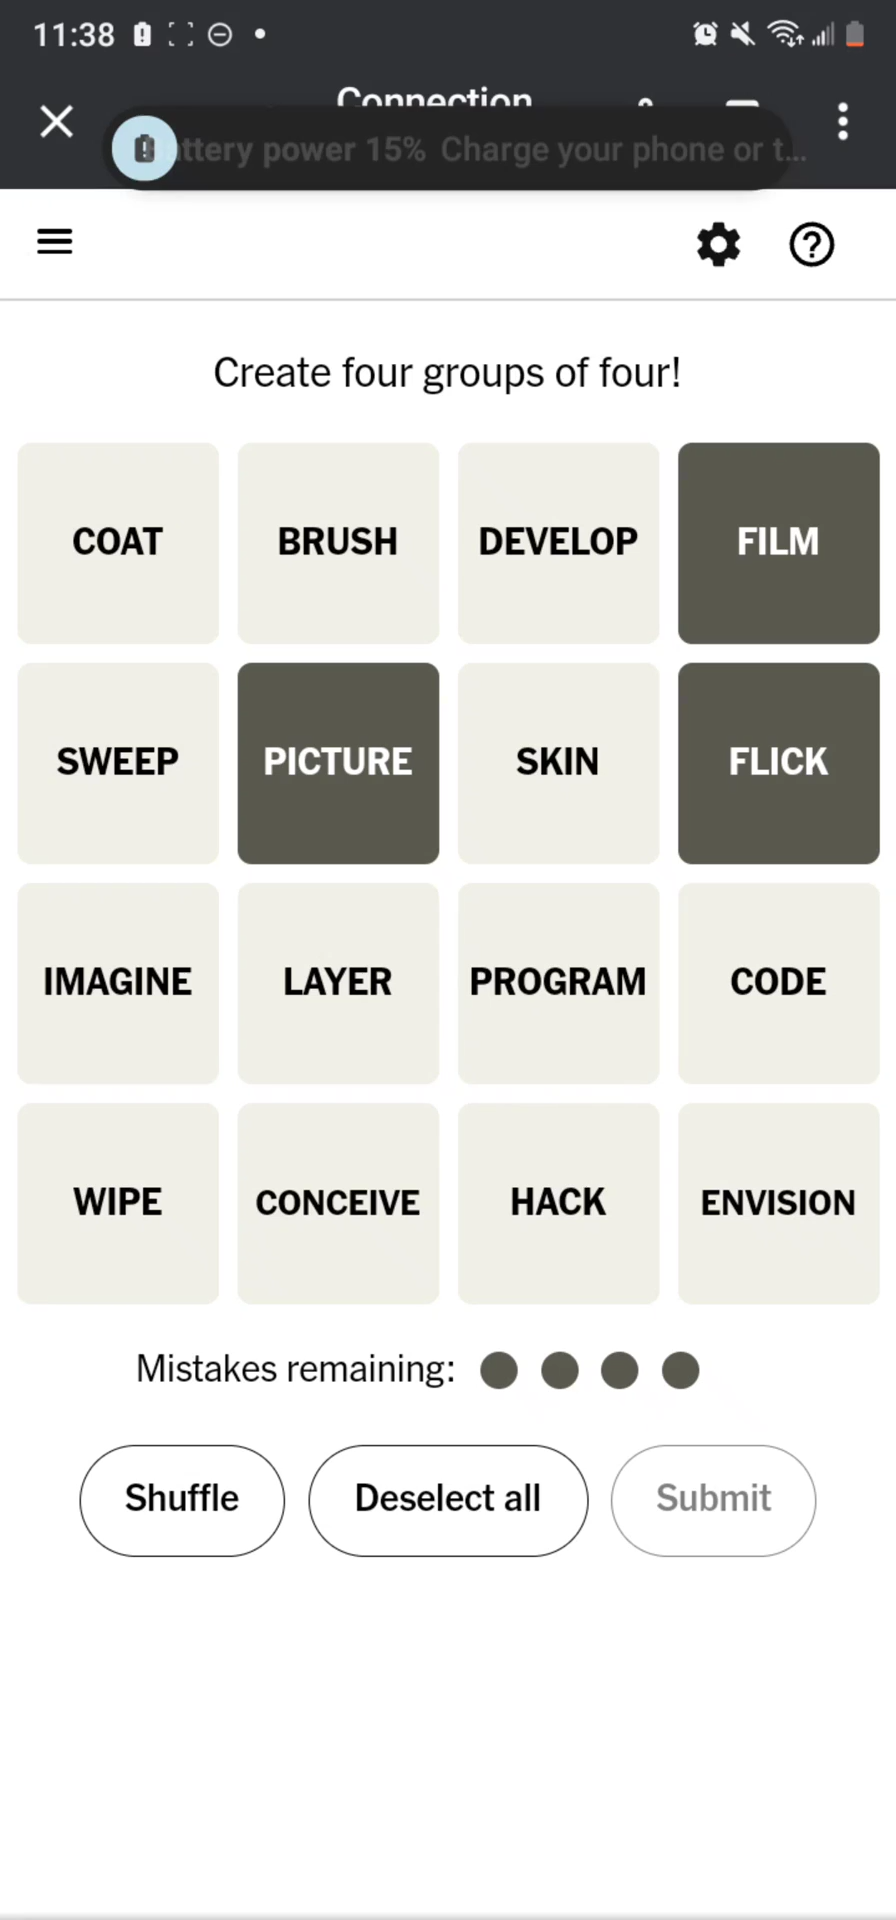 11:38
Connection
attery power 15% Charge your phone or t...
Create four groups of four!
COAT BRUSH DEVELOP FILM
SWEEP PICTURE SKIN FLICK
IMAGINE LAYER PROGRAM CODE
WIPE CONCEIVE HACK ENVISION
Mistakes remaining:
Shuffle Deselect all Submit